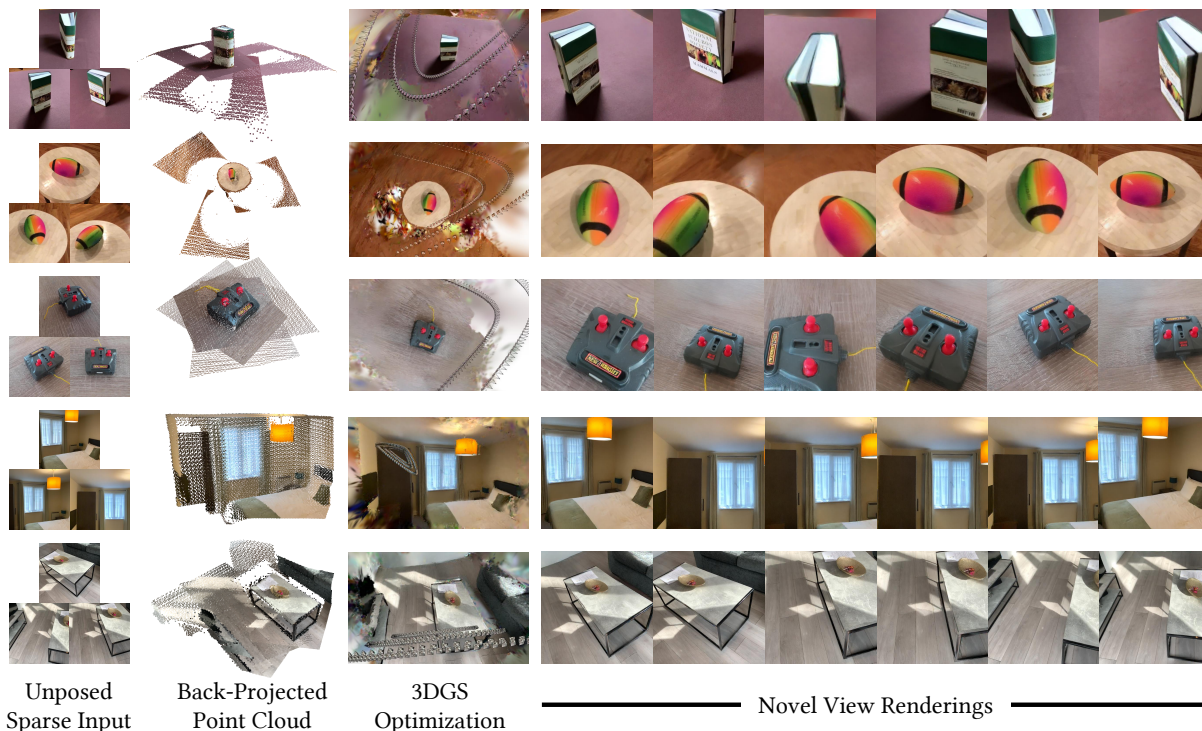 Unposed
Sparse Input
Back-Projected
Point Cloud
3DGS
Optimization
Novel View Renderings